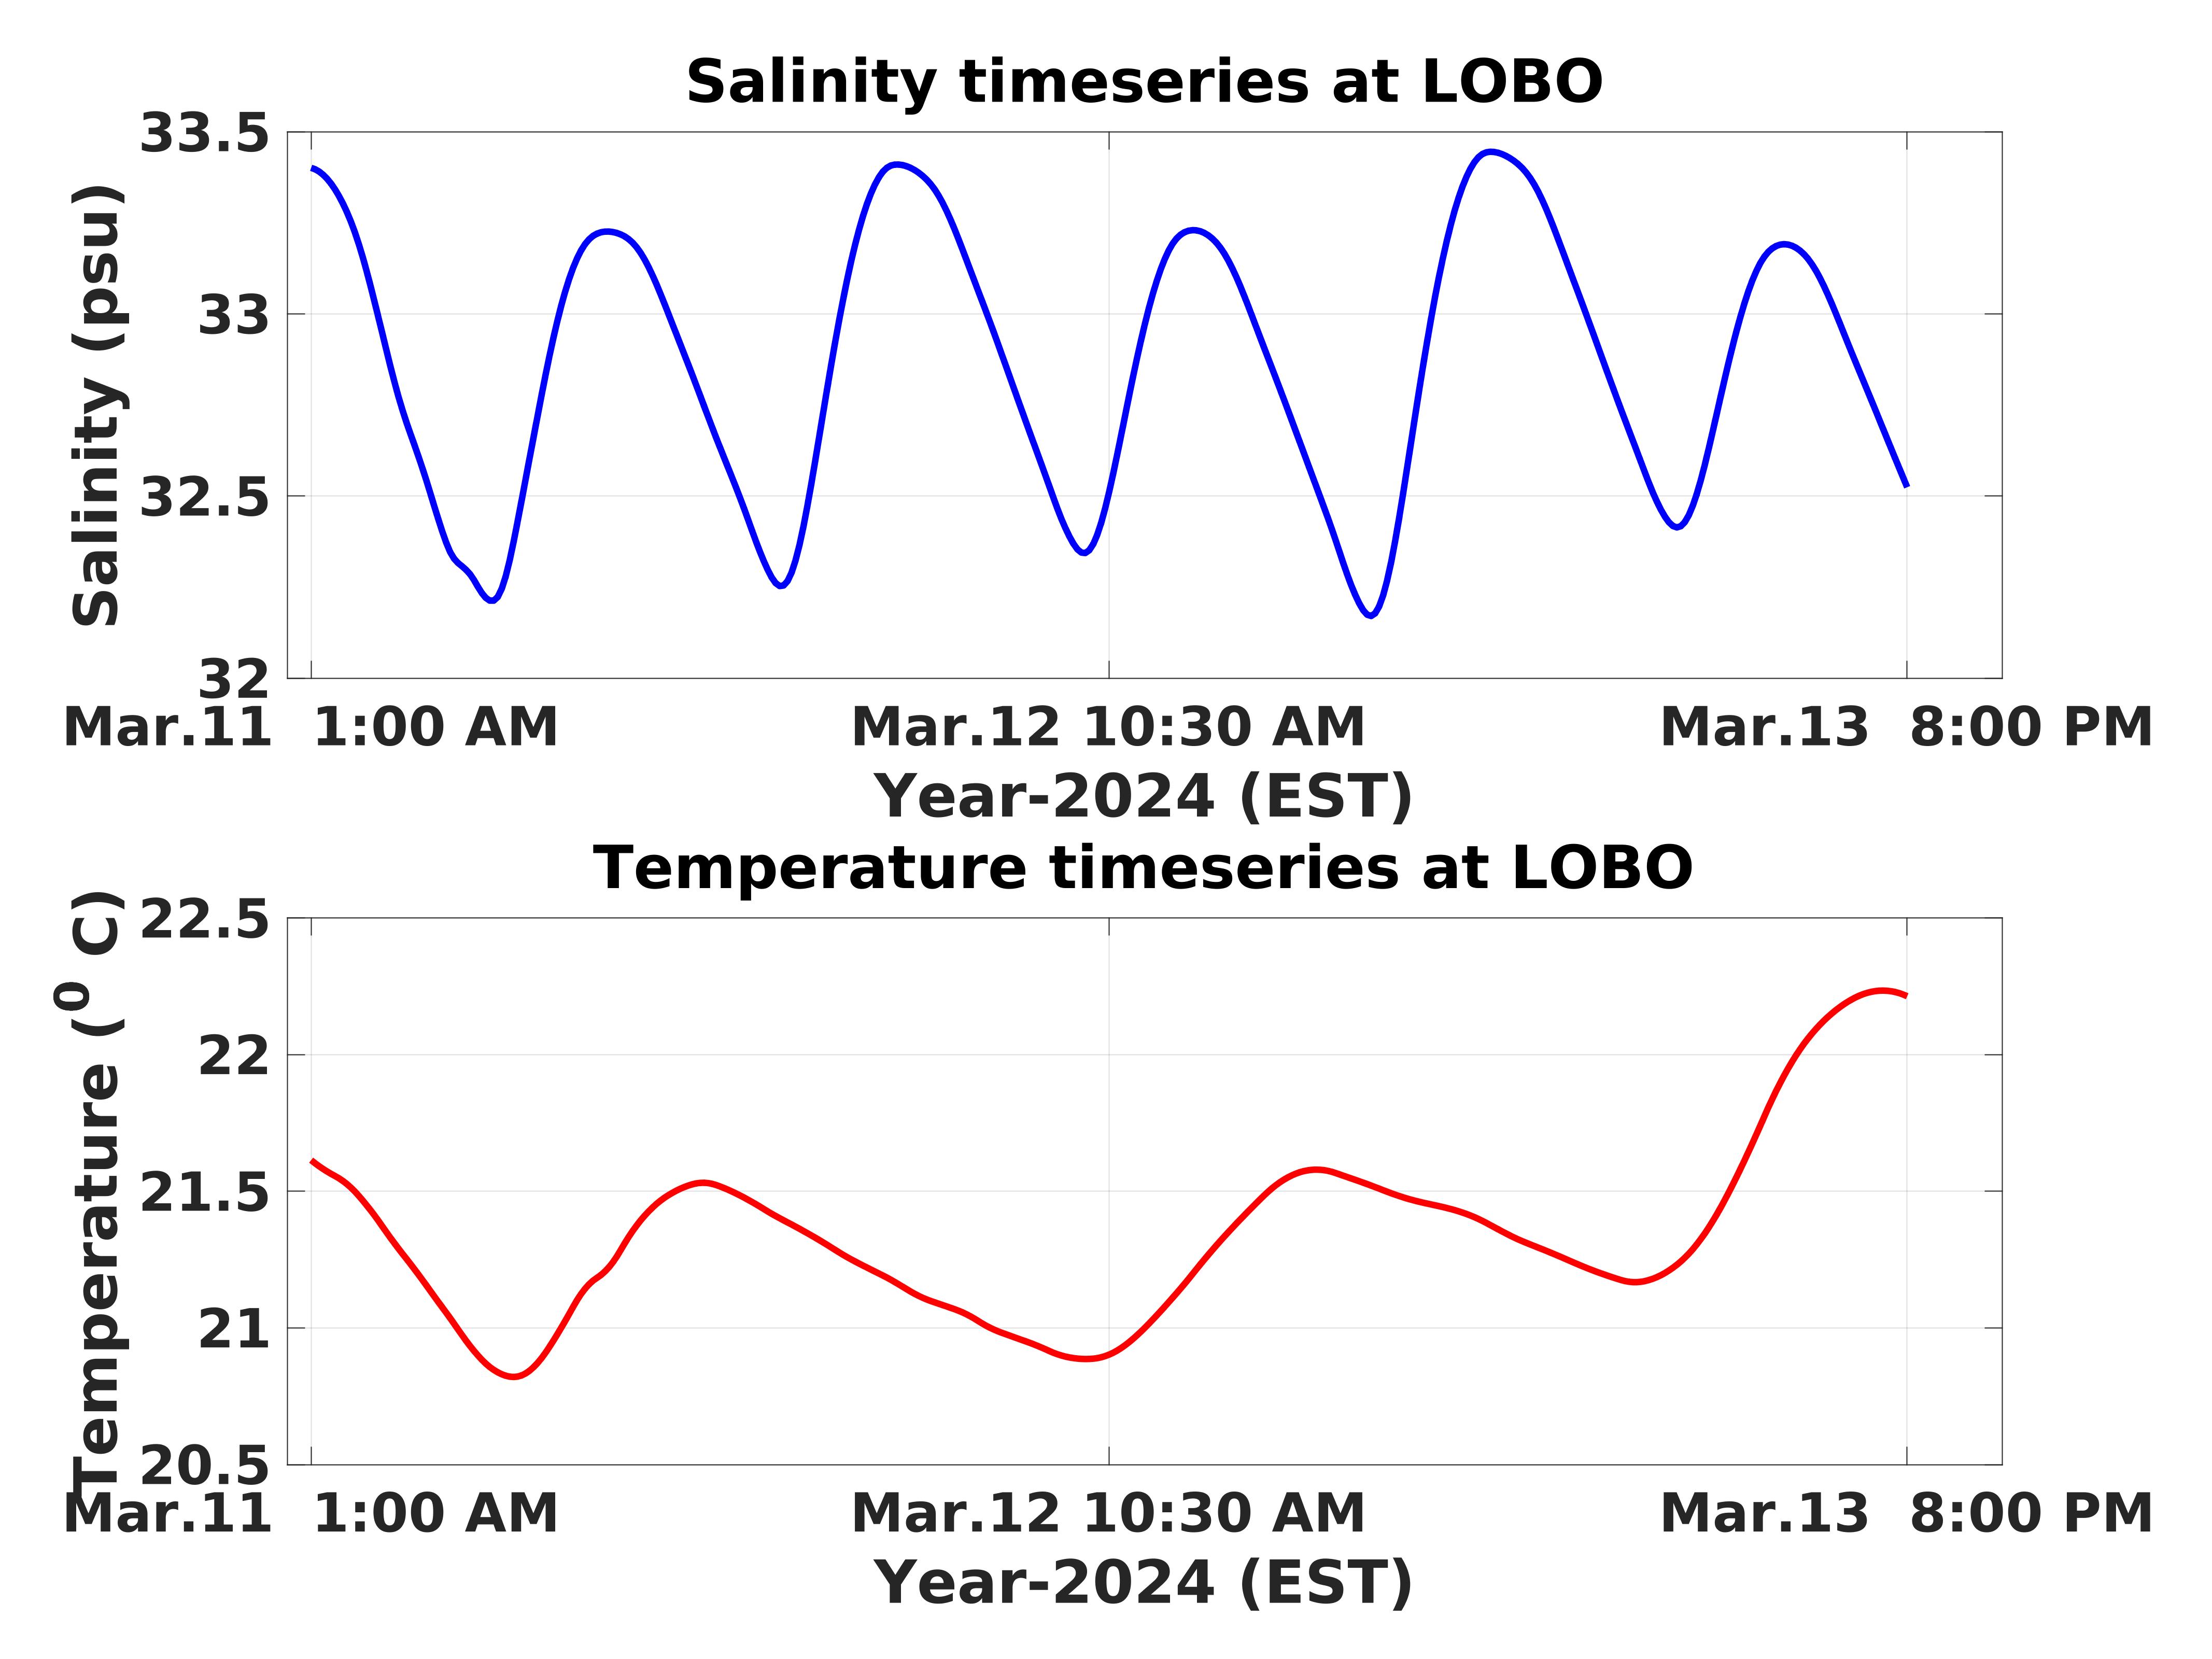 Salinity timeseries at LOBO
Salinity (psu)
33.5
33
32.5
32
Mar.11  1:00 AM
Mar.12 10:30 AM
Mar.13  8:00 PM
Year-2024 (EST)
Temperature timeseries at LOBO
Temperature (⁰ C)
22.5
22
21.5
21
20.5
Mar.11  1:00 AM
Mar.12 10:30 AM
Mar.13  8:00 PM
Year-2024 (EST)